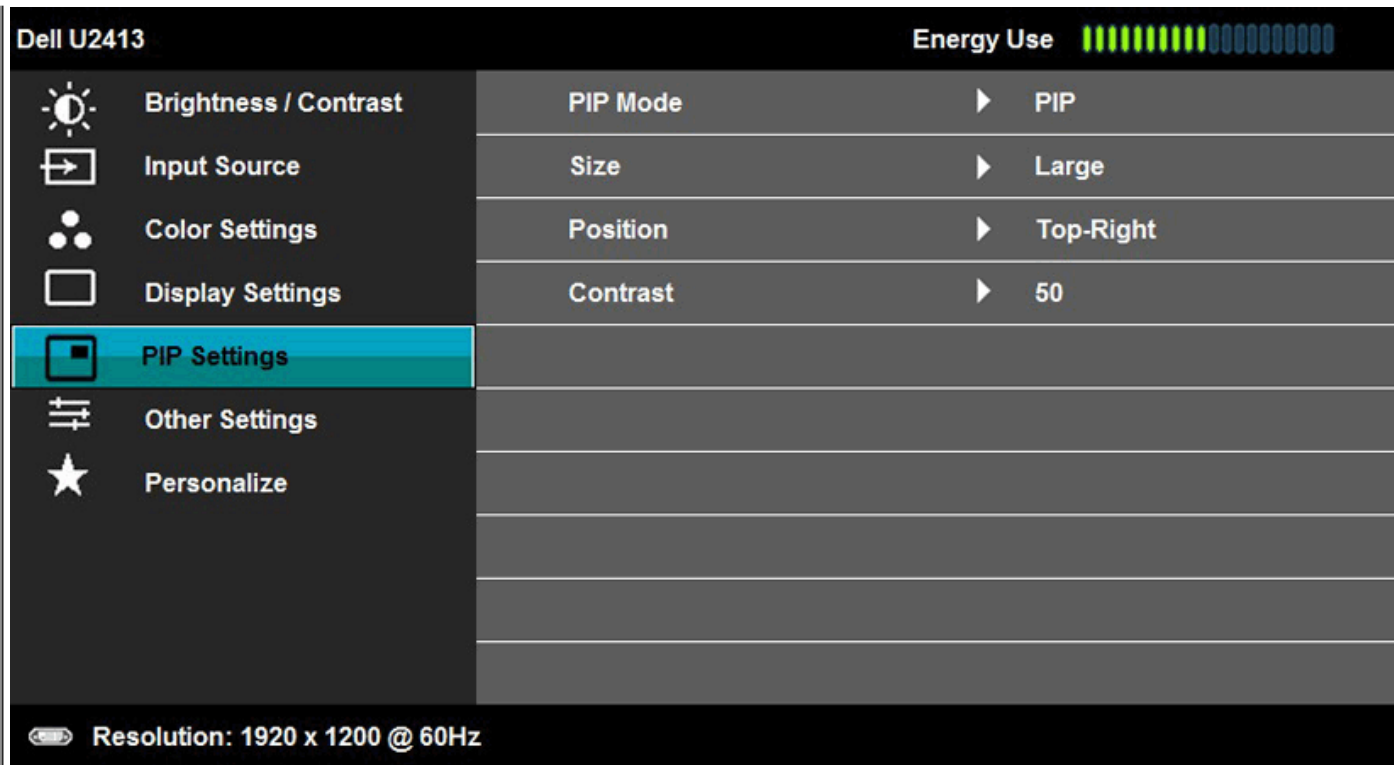 Dell U2413 Energy Use
Brightness / Contrast PIP Mode PIP
Input Source Size Large
Color Settings Position Top-Right
Display Settings Contrast 50
PIP Settings
Other Settings
Personalize
Resolution: 1920 x 1200 @ 60Hz